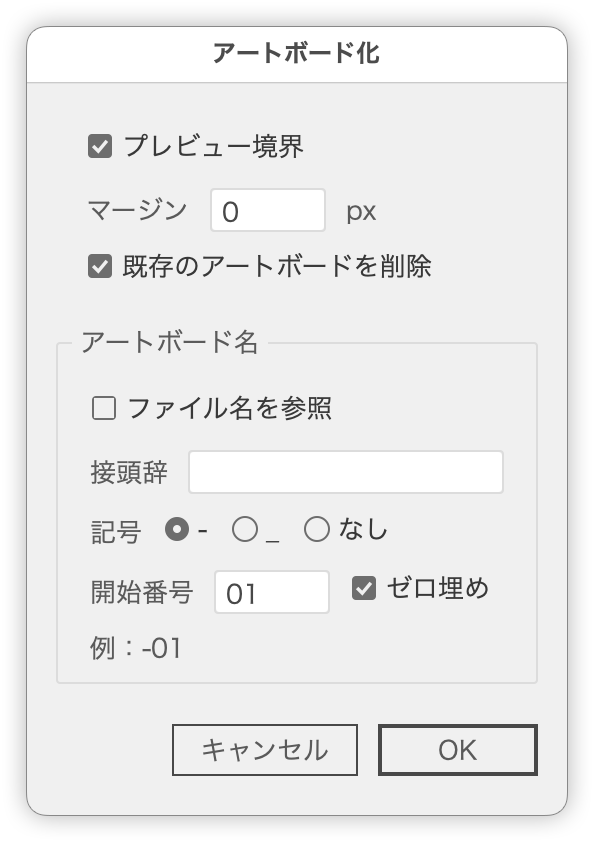 アートボード化
プレビュー境界
マージン 0 px
既存のアートボードを削除
アートボード名
ファイル名を参照
接頭辞
記号 - _ なし
開始番号 01 ゼロ埋め
例：-01
キャンセル OK